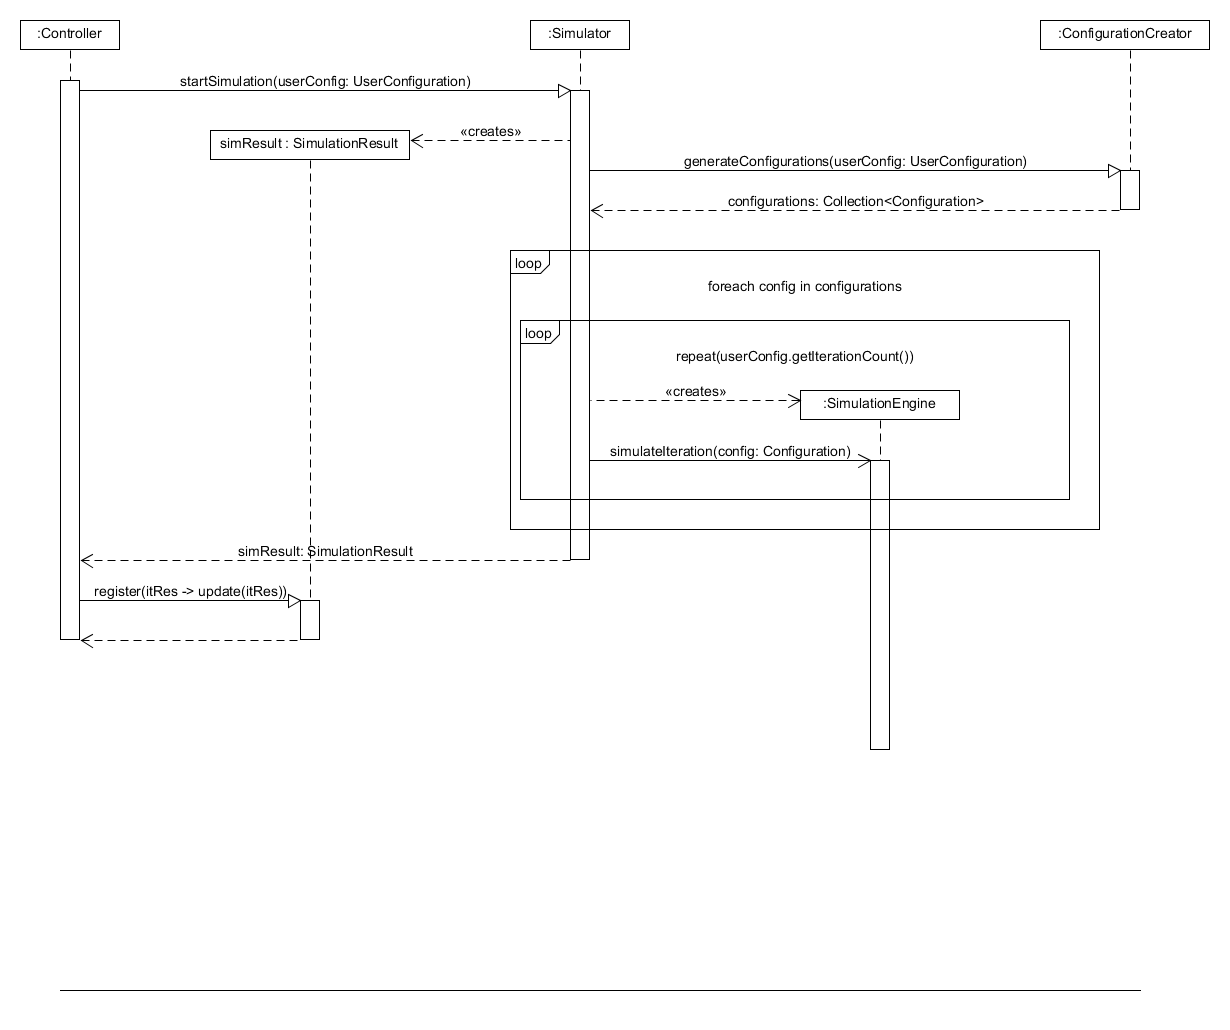 :Controller
:Simulator
:ConfigurationCreator
startSimulation(userConfig: UserConfiguration)
«creates»
simResult : SimulationResult
generateConfigurations(userConfig: UserConfiguration)
configurations: Collection<Configuration>
loop
foreach config in configurations
loop
repeat(userConfig.getIterationCount())
«creates»
:SimulationEngine
simulateIteration(config: Configuration)
simResult: SimulationResult
register(itRes -> update(itRes))